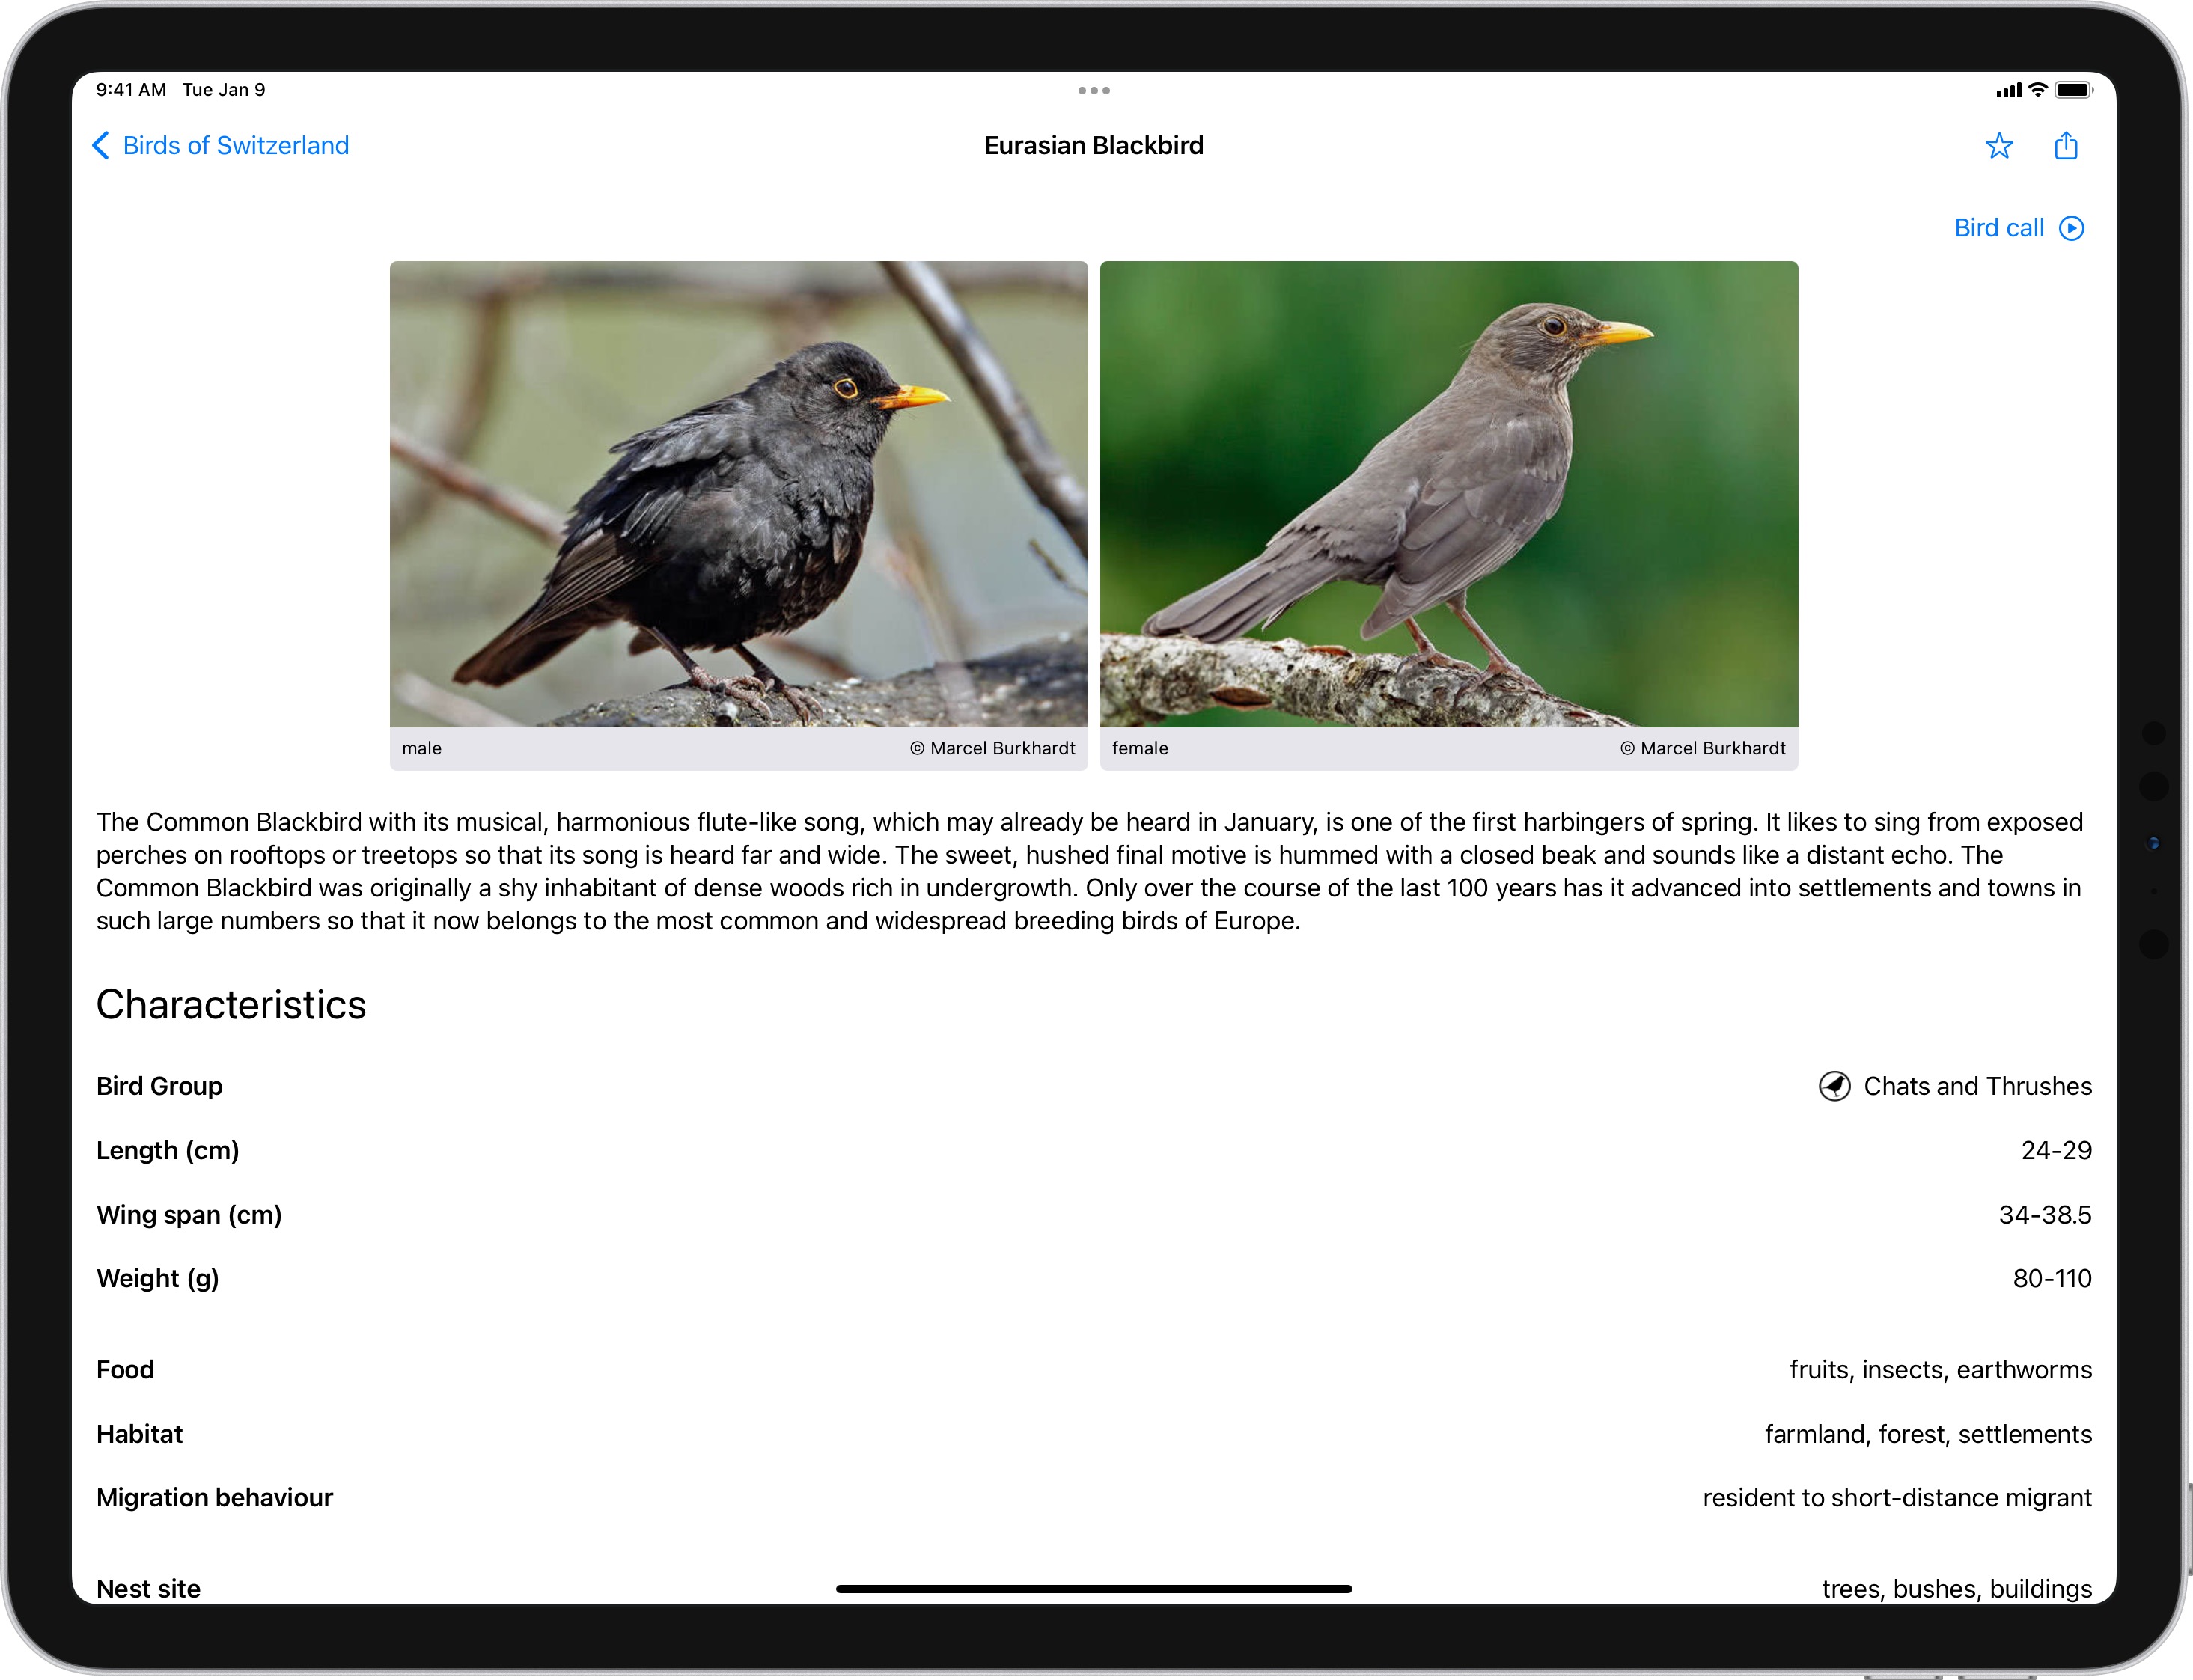 9:41 AM Tue Jan 9
Birds of Switzerland
Eurasian Blackbird
Bird call
male
© Marcel Burkhardt
female
© Marcel Burkhardt
The Common Blackbird with its musical, harmonious flute-like song, which may already be heard in January, is one of the first harbingers of spring. It likes to sing from exposed
perches on rooftops or treetops so that its song is heard far and wide. The sweet, hushed final motive is hummed with a closed beak and sounds like a distant echo. The
Common Blackbird was originally a shy inhabitant of dense woods rich in undergrowth. Only over the course of the last 100 years has it advanced into settlements and towns in
such large numbers so that it now belongs to the most common and widespread breeding birds of Europe.
Characteristics
Bird Group Chats and Thrushes
Length (cm) 24-29
Wing span (cm) 34-38.5
Weight (g) 80-110
Food fruits, insects, earthworms
Habitat farmland, forest, settlements
Migration behaviour resident to short-distance migrant
Nest site trees, bushes, buildings